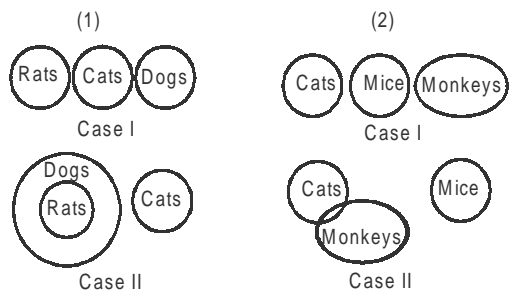 (1)
Rats Cats Dogs
Case I
Dogs
Rats
Cats
Case II
(2)
Cats Mice Monkeys
Case I
Cats
Mice
Monkeys
Case II